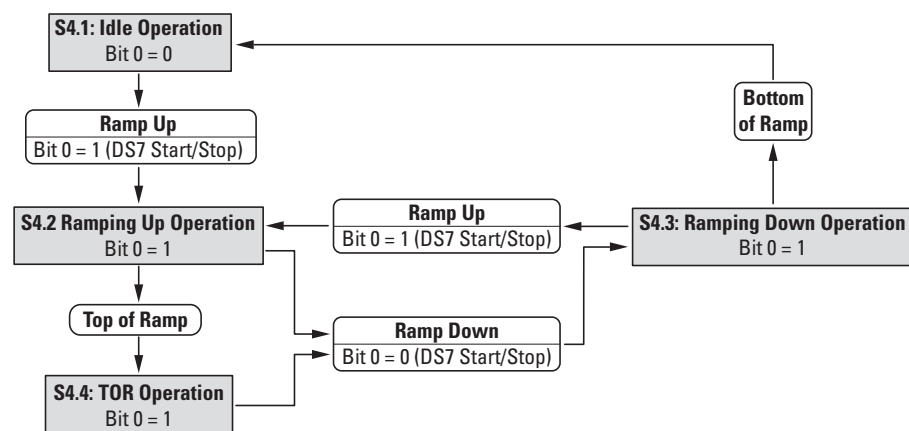 S4.1: Idle Operation
Bit 0 = 0
Ramp Up
Bit 0 = 1 (DS7 Start/Stop)
Bottom
of Ramp
S4.2 Ramping Up Operation
Bit 0 = 1
Ramp Up
Bit 0 = 1 (DS7 Start/Stop)
S4.3: Ramping Down Operation
Bit 0 = 1
Top of Ramp
Ramp Down
Bit 0 = 0 (DS7 Start/Stop)
S4.4: TOR Operation
Bit 0 = 1